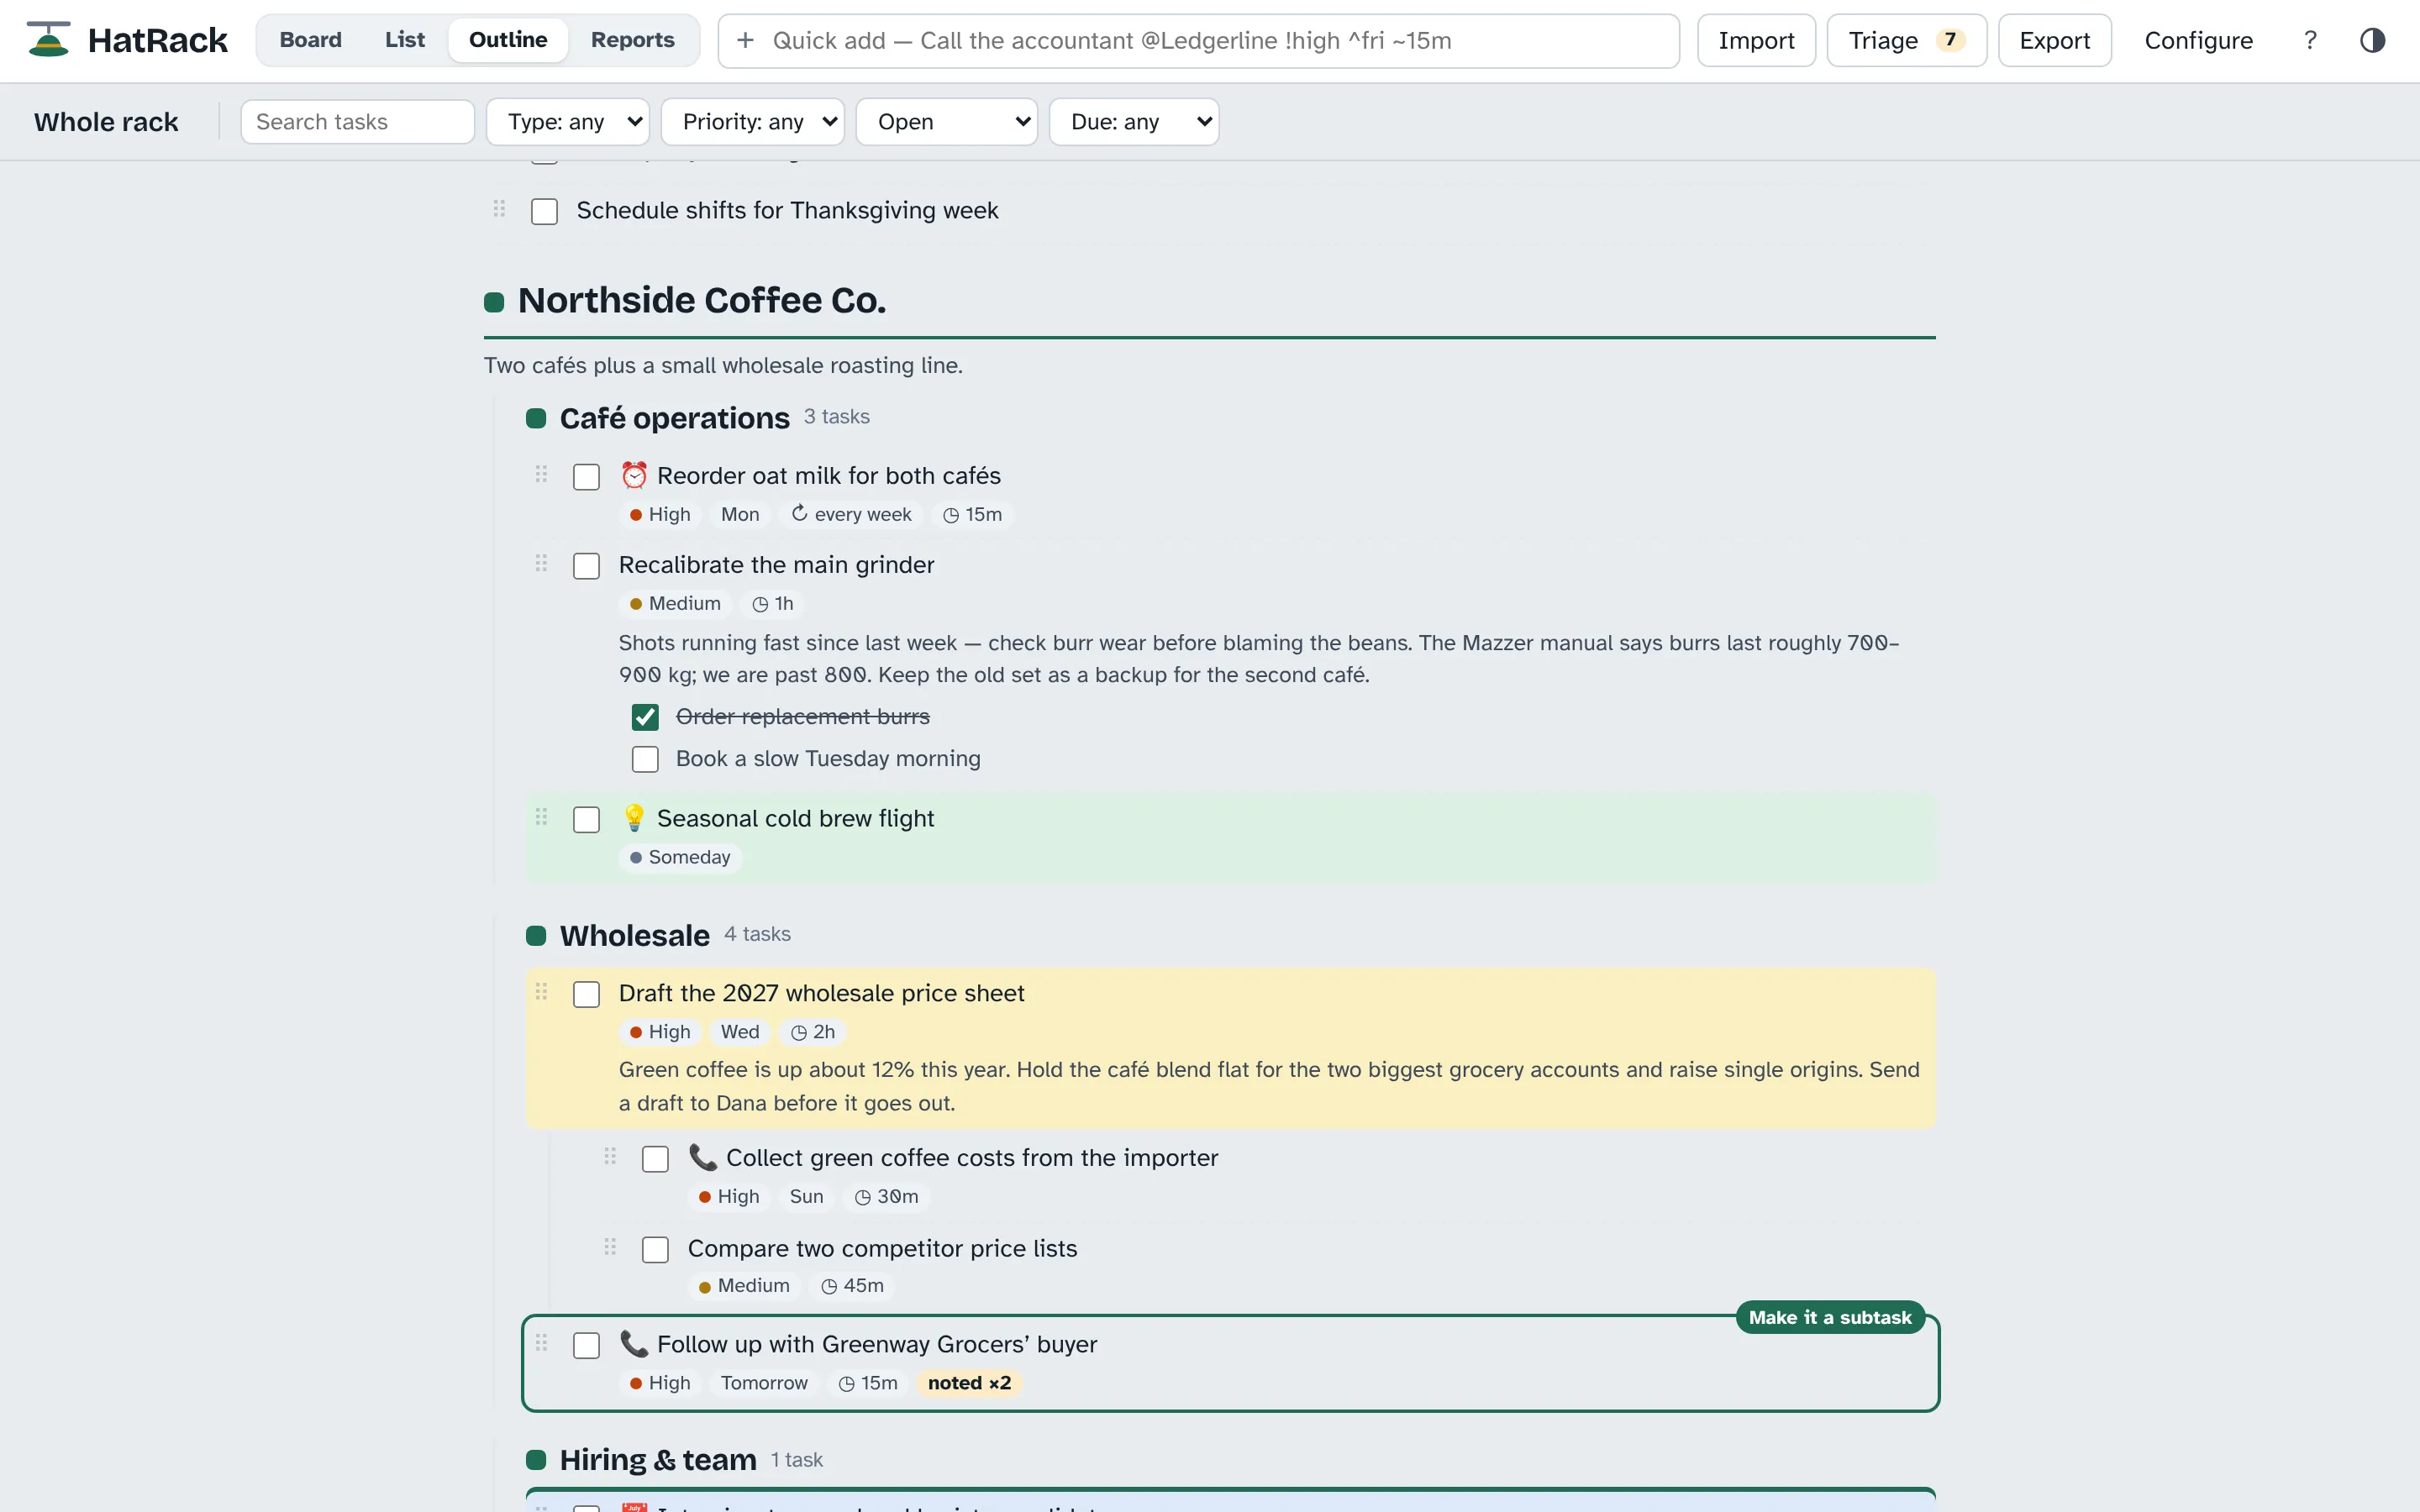 HatRack
Board List Outline Reports
+ Quick add — Call the accountant @Ledgerline !high ^fri ~15m
Import Triage 7 Export Configure ?
Whole rack
Search tasks
Type: any
Priority: any
Open
Due: any
Schedule shifts for Thanksgiving week
Northside Coffee Co.
Two cafés plus a small wholesale roasting line.
Café operations 3 tasks
⏰ Reorder oat milk for both cafés
High Mon every week 15m
Recalibrate the main grinder
Medium 1h
Shots running fast since last week — check burr wear before blaming the beans. The Mazzer manual says burrs last roughly 700–
900 kg; we are past 800. Keep the old set as a backup for the second café.
Order replacement burrs
Book a slow Tuesday morning
💡 Seasonal cold brew flight
Someday
Wholesale 4 tasks
Draft the 2027 wholesale price sheet
High Wed 2h
Green coffee is up about 12% this year. Hold the café blend flat for the two biggest grocery accounts and raise single origins. Send
a draft to Dana before it goes out.
📞 Collect green coffee costs from the importer
High Sun 30m
Compare two competitor price lists
Medium 45m
Make it a subtask
📞 Follow up with Greenway Grocers’ buyer
High Tomorrow 15m noted ×2
Hiring & team 1 task